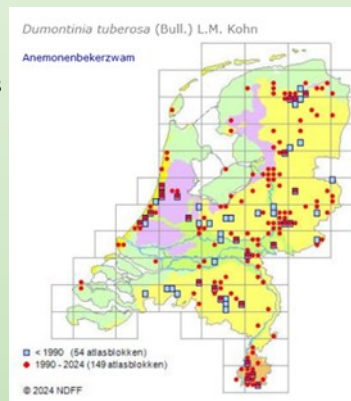 Dumontinia tuberosa (Bull.) L.M. Kohn
Anemonenbekerzwam
s
< 1990 (54 atlasblokken)
1990 - 2024 (149 atlasblokken)
© 2024 NDFF